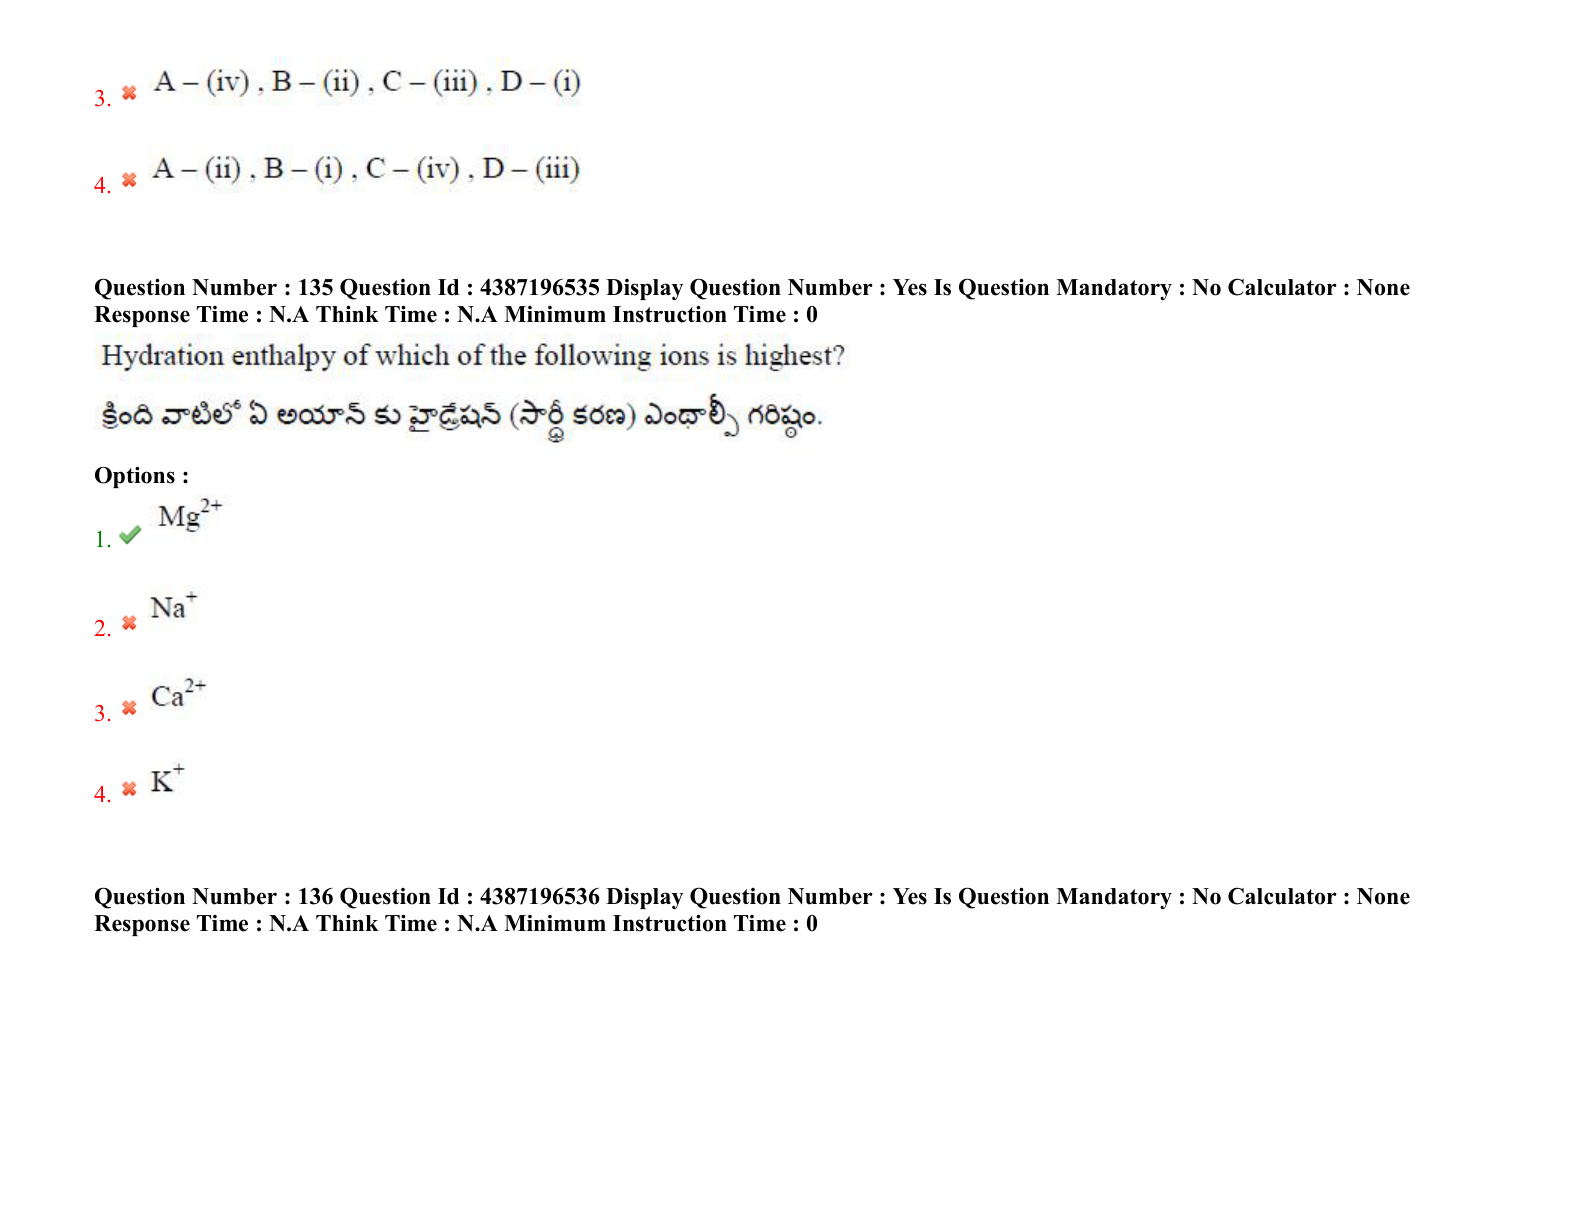 3. A – (iv) , B – (ii) , C – (iii) , D – (i)
4. A – (ii) , B – (i) , C – (iv) , D – (iii)
Question Number : 135 Question Id : 4387196535 Display Question Number : Yes Is Question Mandatory : No Calculator : None
Response Time : N.A Think Time : N.A Minimum Instruction Time : 0
Hydration enthalpy of which of the following ions is highest?
క్రింది వాటిలో ఏ అయాన్ కు హైడ్రేషన్ (సార్ద్రీ కరణ) ఎంథాల్పీ గరిష్ఠం.
Options :
1. Mg²⁺
2. Na⁺
3. Ca²⁺
4. K⁺
Question Number : 136 Question Id : 4387196536 Display Question Number : Yes Is Question Mandatory : No Calculator : None
Response Time : N.A Think Time : N.A Minimum Instruction Time : 0